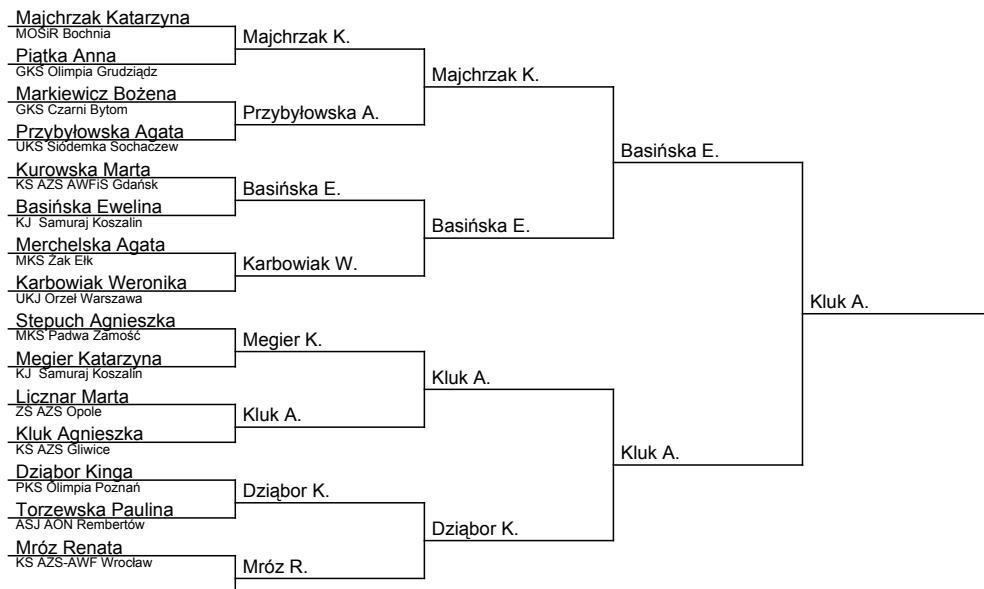 Majchrzak Katarzyna
MOSiR Bochnia
Majchrzak K.
Piątka Anna
GKS Olimpia Grudziądz
Majchrzak K.
Markiewicz Bożena
GKS Czarni Bytom
Przybyłowska A.
Przybyłowska Agata
UKS Siódemka Sochaczew
Basińska E.
Kurowska Marta
KS AZS AWFiS Gdańsk
Basińska E.
Basińska Ewelina
KJ Samuraj Koszalin
Basińska E.
Merchelska Agata
MKS Żak Ełk
Karbowiak W.
Karbowiak Weronika
UKJ Orzeł Warszawa
Kluk A.
Stepuch Agnieszka
MKS Padwa Zamość
Megier K.
Megier Katarzyna
KJ Samuraj Koszalin
Kluk A.
Licznar Marta
ZS AZS Opole
Kluk A.
Kluk Agnieszka
KS AZS Gliwice
Kluk A.
Dziąbor Kinga
PKS Olimpia Poznań
Dziąbor K.
Torzewska Paulina
ASJ AON Rembertów
Dziąbor K.
Mróz Renata
KS AZS-AWF Wrocław
Mróz R.